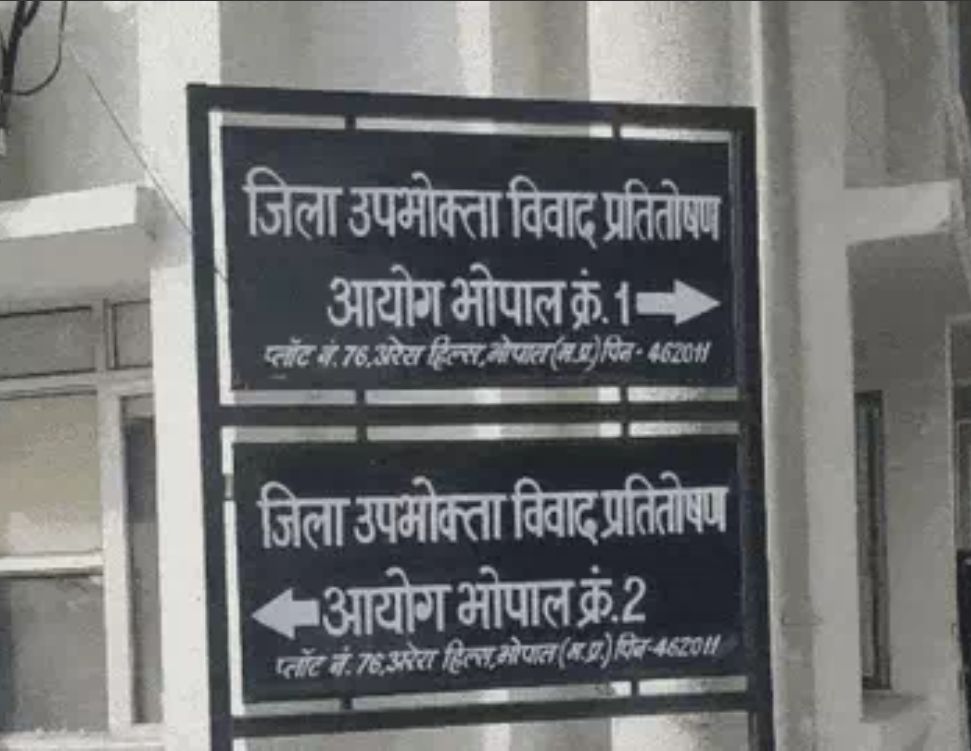 जिला उपभोक्ता विवाद प्रतितोषण
आयोग भोपाल क्रं. 1
प्लॉट नं. 76, अरेरा हिल्स, भोपाल (म.प्र.) पिन - 462011
जिला उपभोक्ता विवाद प्रतितोषण
आयोग भोपाल क्रं. 2
प्लॉट नं. 76, अरेरा हिल्स, भोपाल (म.प्र.) पिन-462011